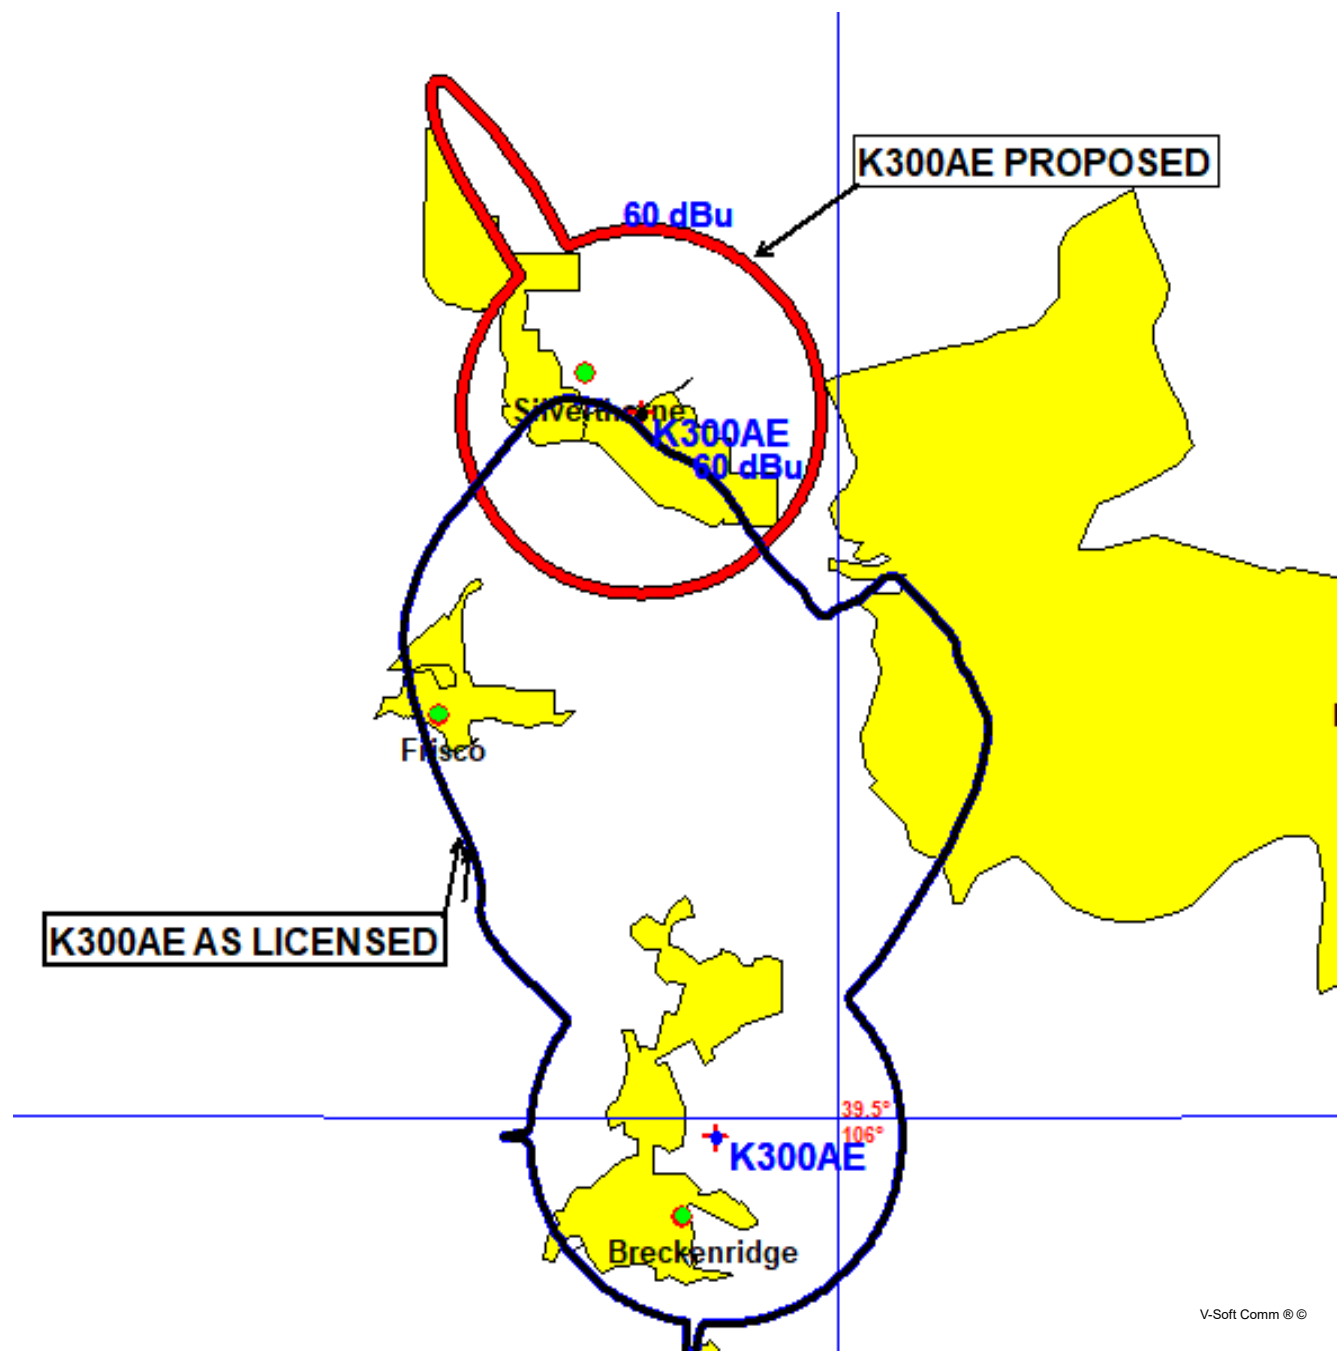 K300AE PROPOSED
60 dBu
Silverthorne
K300AE
60 dBu
Frisco
K300AE AS LICENSED
39.5°
106°
K300AE
Breckenridge
V-Soft Comm ® ©